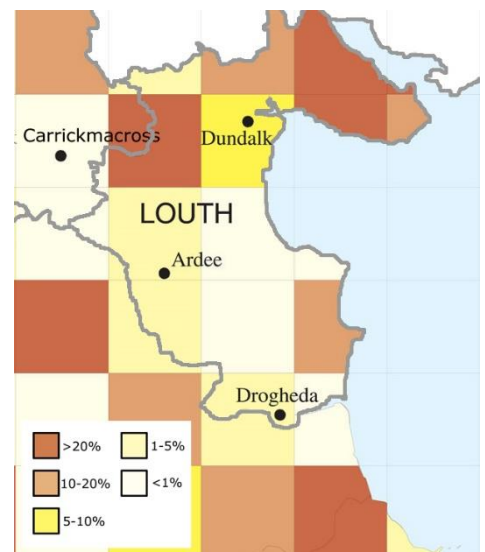 Carrickmacross
Dundalk
LOUTH
Ardee
Drogheda
>20%
1-5%
10-20%
<1%
5-10%